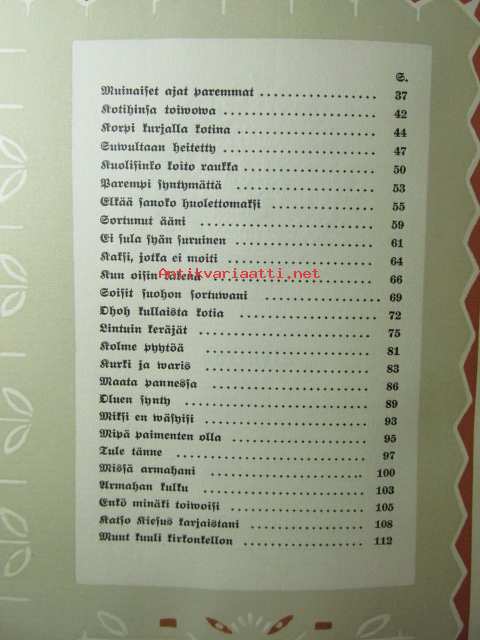 S.
Muinaiset ajat paremmat . . . . . . . . . . . . . . . . . 37
Kotihinsa toiwowa . . . . . . . . . . . . . . . . . . . . . . 42
Korpi kurjalla kotina . . . . . . . . . . . . . . . . . . . . . 44
Suwultaan heitetty . . . . . . . . . . . . . . . . . . . . . . . 47
Kuolisinko koito raukka . . . . . . . . . . . . . . . . . . . . 50
Parempi syntymättä . . . . . . . . . . . . . . . . . . . . 53
Elkää sanoko huolettomaksi . . . . . . . . . . . . . . . . . 55
Sortunut ääni . . . . . . . . . . . . . . . . . . . . . . . . . 59
Ei sula syän suruinen . . . . . . . . . . . . . . . . . . . . . 61
Kaksi, jotka ei moiti . . . . . . . . . . . . . . . . . . . . . 64
Kun oisin . . . . . . . . . . . . . . . . . . . . 66
Antikvariaatti.net
Soisit suohon sortuwani . . . . . . . . . . . . . . . . . 69
Ohoh kullaista kotia . . . . . . . . . . . . . . . . . . . . . 72
Lintuin keräjät . . . . . . . . . . . . . . . . . . . . . . . . 75
Kolme pyytöä . . . . . . . . . . . . . . . . . . . . . . . 81
Kurki ja waris . . . . . . . . . . . . . . . . . . . . . . . . 83
Maata pannessa . . . . . . . . . . . . . . . . . . . . . . . 86
Oluen synty . . . . . . . . . . . . . . . . . . . . . . . . . 89
Miksi en wäsyisi . . . . . . . . . . . . . . . . . . . . . . . 93
Mipä paimenten olla . . . . . . . . . . . . . . . . . . . . . 95
Tule tänne . . . . . . . . . . . . . . . . . . . . . . . . . . 97
Missä armahani . . . . . . . . . . . . . . . . . . . . . . . 100
Armahan kulku . . . . . . . . . . . . . . . . . . . . . . . 103
Enkö minäki toiwoisi . . . . . . . . . . . . . . . . . . . . 105
Katso Kiesus karjaistani . . . . . . . . . . . . . . . . . . 108
Muut kuuli kirkonkellon . . . . . . . . . . . . . . . . . . 112